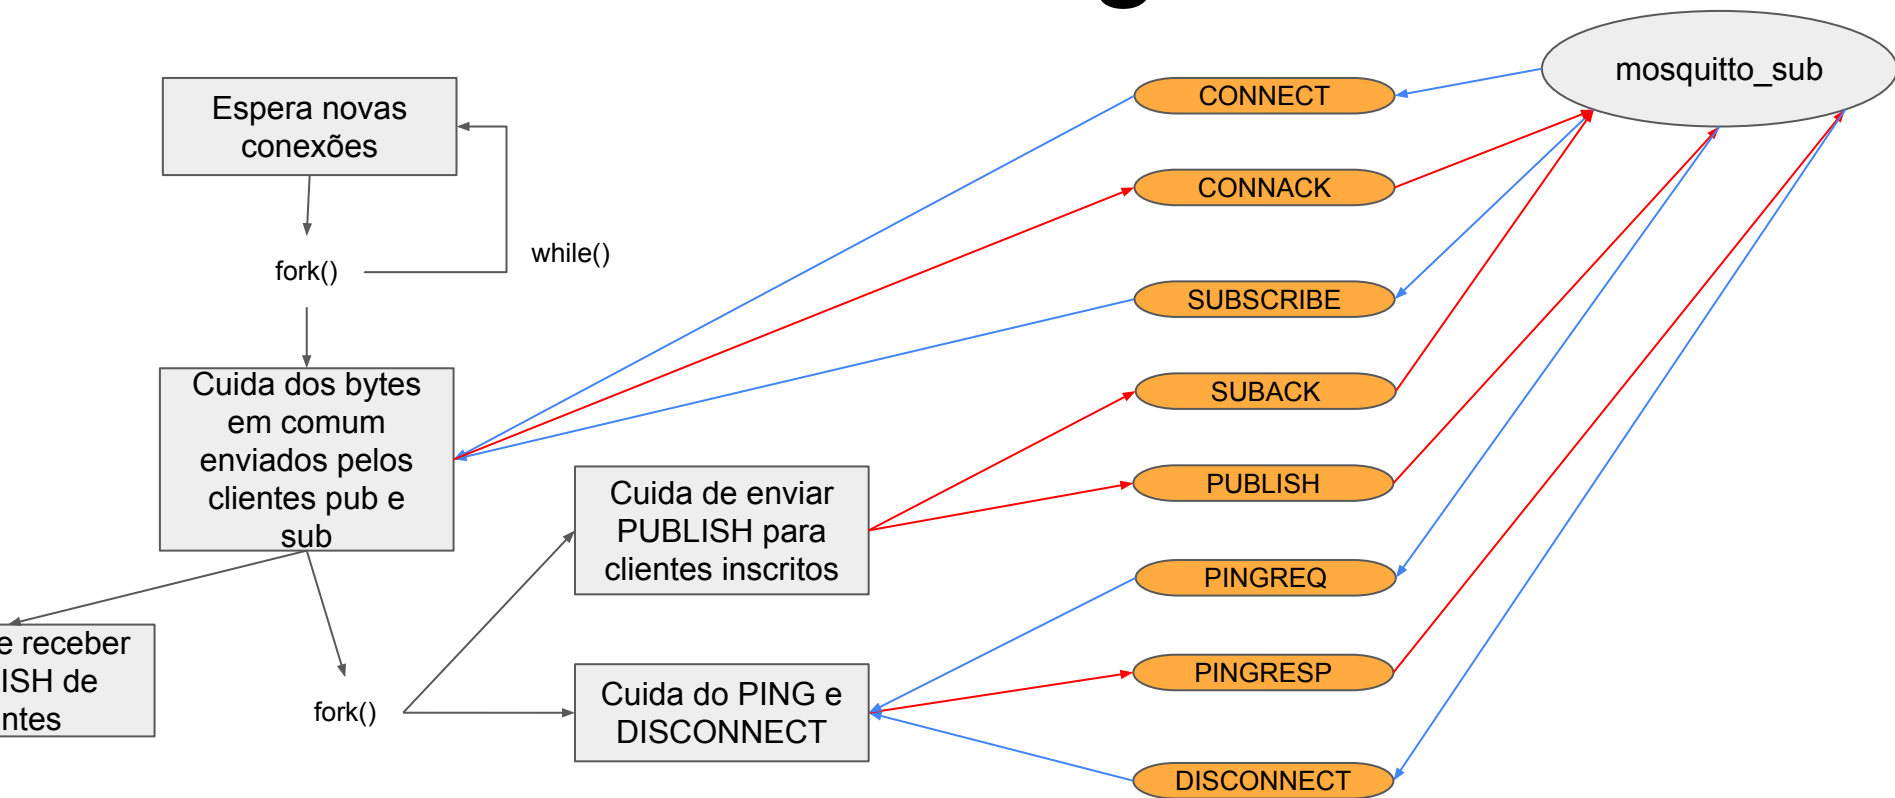 Espera novas
conexões
fork()
while()
Cuida dos bytes
em comum
enviados pelos
clientes pub e
sub
e receber
ISH de
ntes
fork()
Cuida de enviar
PUBLISH para
clientes inscritos
Cuida do PING e
DISCONNECT
CONNECT
CONNACK
SUBSCRIBE
SUBACK
PUBLISH
PINGREQ
PINGRESP
DISCONNECT
mosquitto_sub